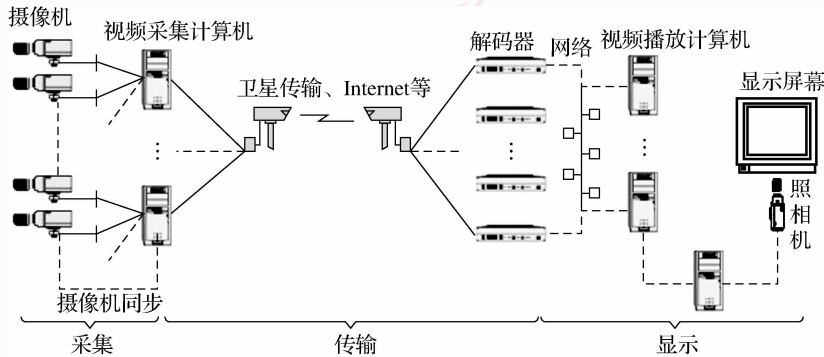 摄像机
视频采集计算机
卫星传输、Internet等
解码器
网络
视频播放计算机
显示屏幕
照相机
摄像机同步
采集
传输
显示